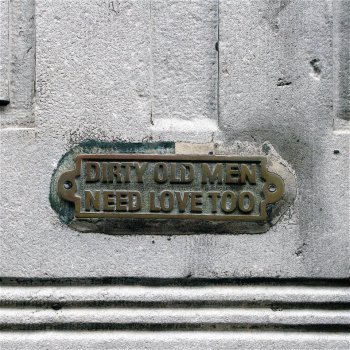 DIRTY OLD MEN
NEED LOVE TOO